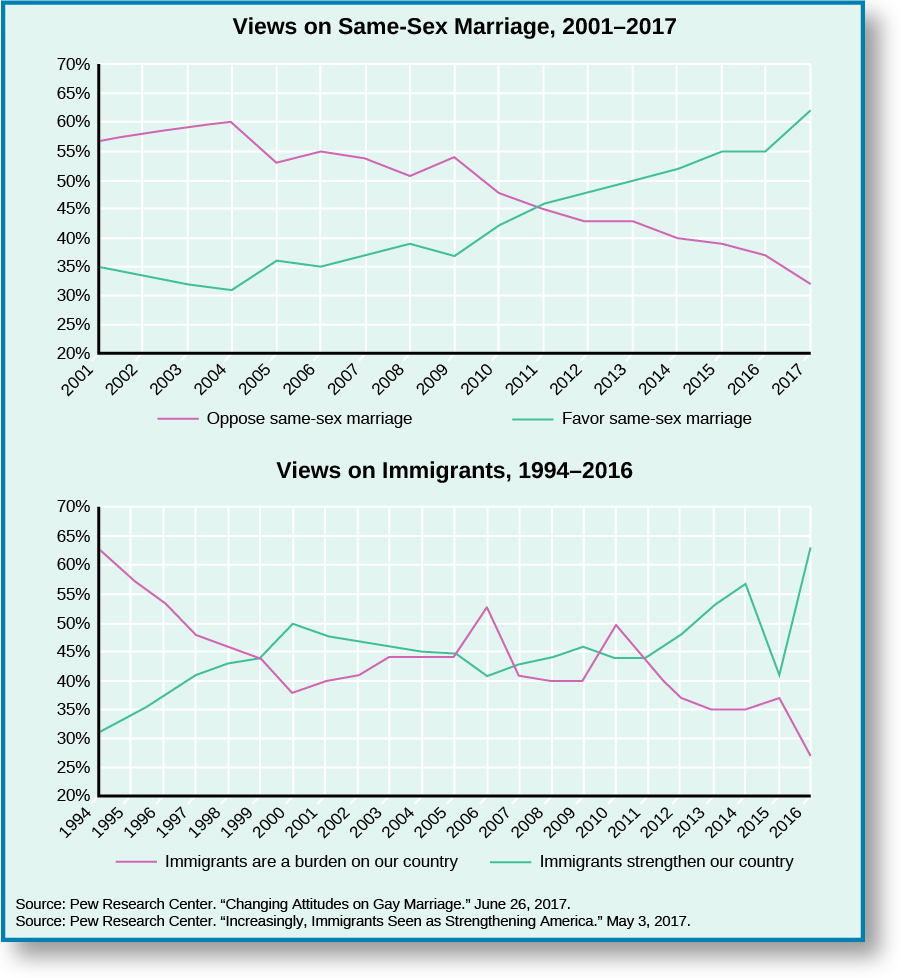 Views on Same-Sex Marriage, 2001–2017
70%
65%
60%
55%
50%
45%
40%
35%
30%
25%
20%
2001 2002 2003 2004 2005 2006 2007 2008 2009 2010 2011 2012 2013 2014 2015 2016 2017
Oppose same-sex marriage Favor same-sex marriage
Views on Immigrants, 1994–2016
70%
65%
60%
55%
50%
45%
40%
35%
30%
25%
20%
1994 1995 1996 1997 1998 1999 2000 2001 2002 2003 2004 2005 2006 2007 2008 2009 2010 2011 2012 2013 2014 2015 2016
Immigrants are a burden on our country Immigrants strengthen our country
Source: Pew Research Center. “Changing Attitudes on Gay Marriage.” June 26, 2017.
Source: Pew Research Center. “Increasingly, Immigrants Seen as Strengthening America.” May 3, 2017.